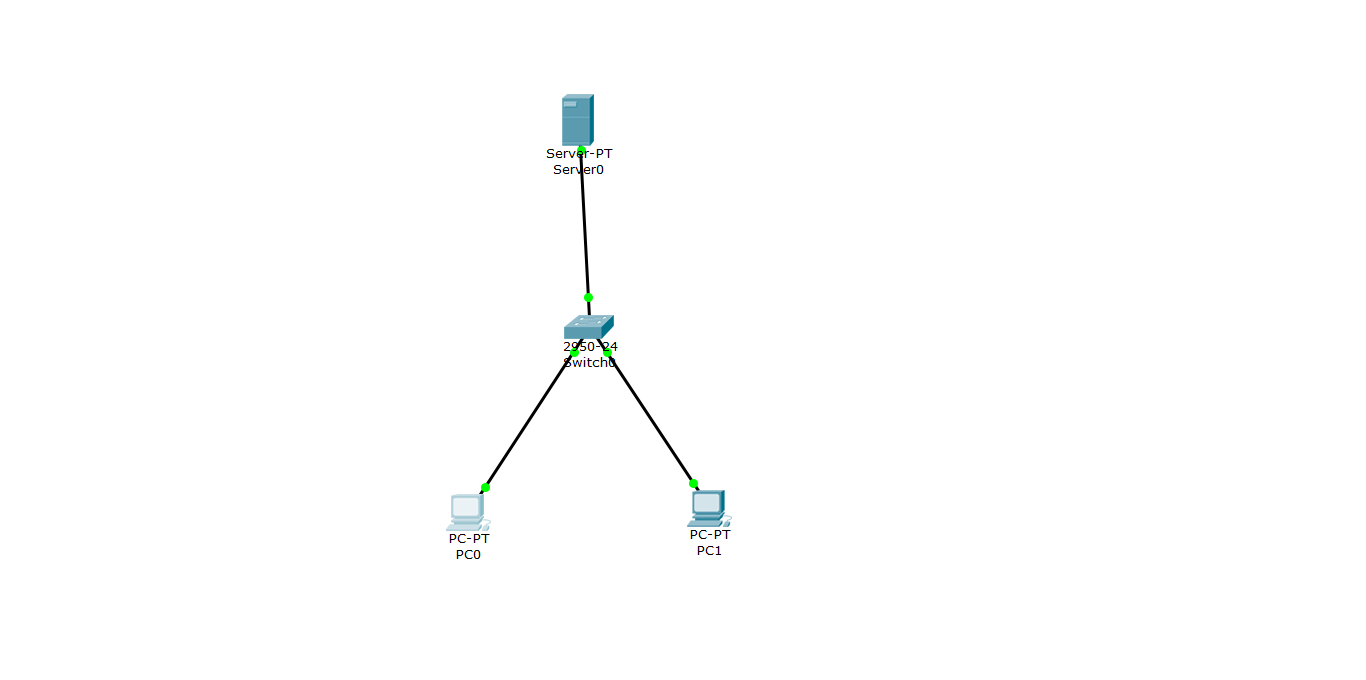 Server-PT
Server0
2950-24
Switch0
PC-PT
PC0
PC-PT
PC1